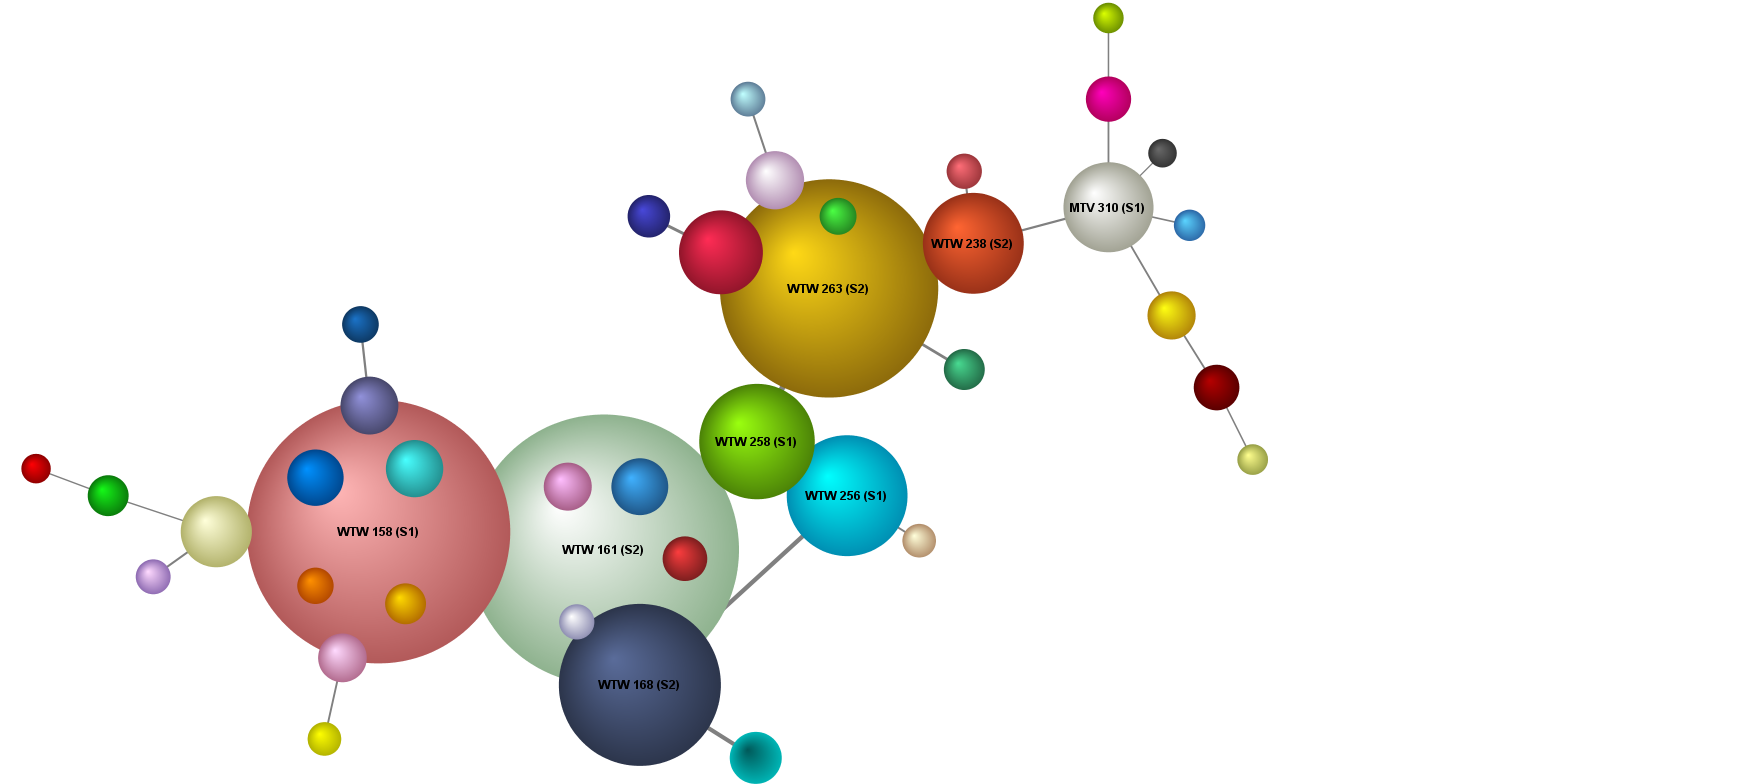 MTV 310 (S1)
WTW 238 (S2)
WTW 263 (S2)
WTW 258 (S1)
WTW 256 (S1)
WTW 158 (S1)
WTW 161 (S2)
WTW 168 (S2)